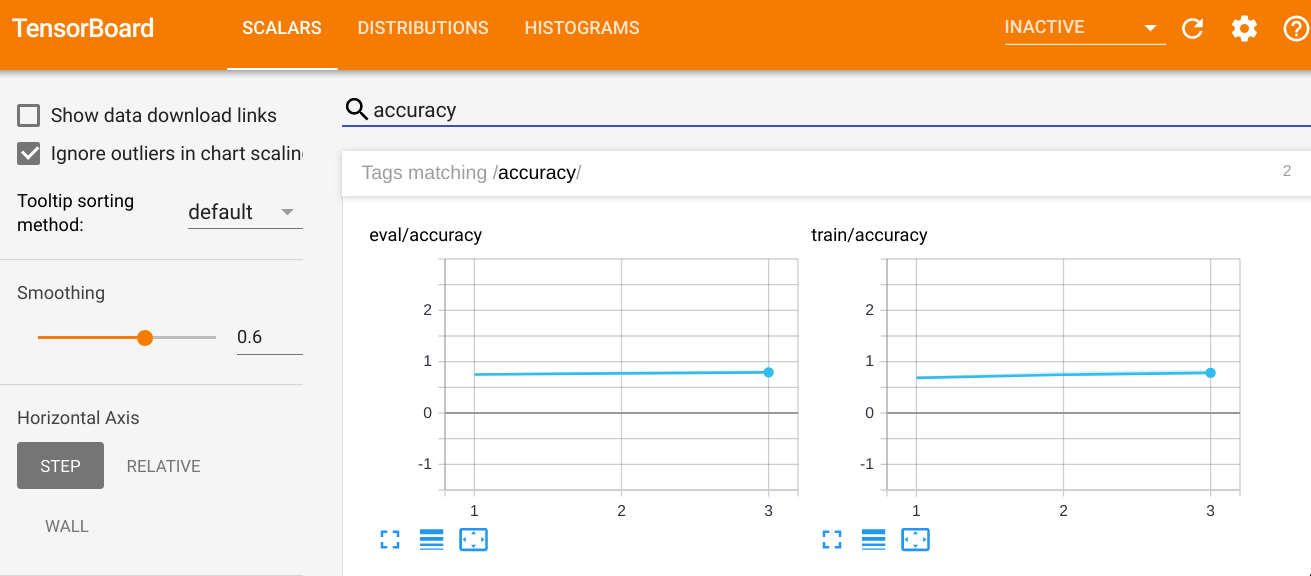 TensorBoard SCALARS DISTRIBUTIONS HISTOGRAMS INACTIVE
Show data download links
Ignore outliers in chart scalin
Tooltip sorting
method:
default
Smoothing
0.6
Horizontal Axis
STEP RELATIVE
WALL
accuracy
Tags matching /accuracy/ 2
eval/accuracy
2
1
0
-1
1 2 3
train/accuracy
2
1
0
-1
1 2 3